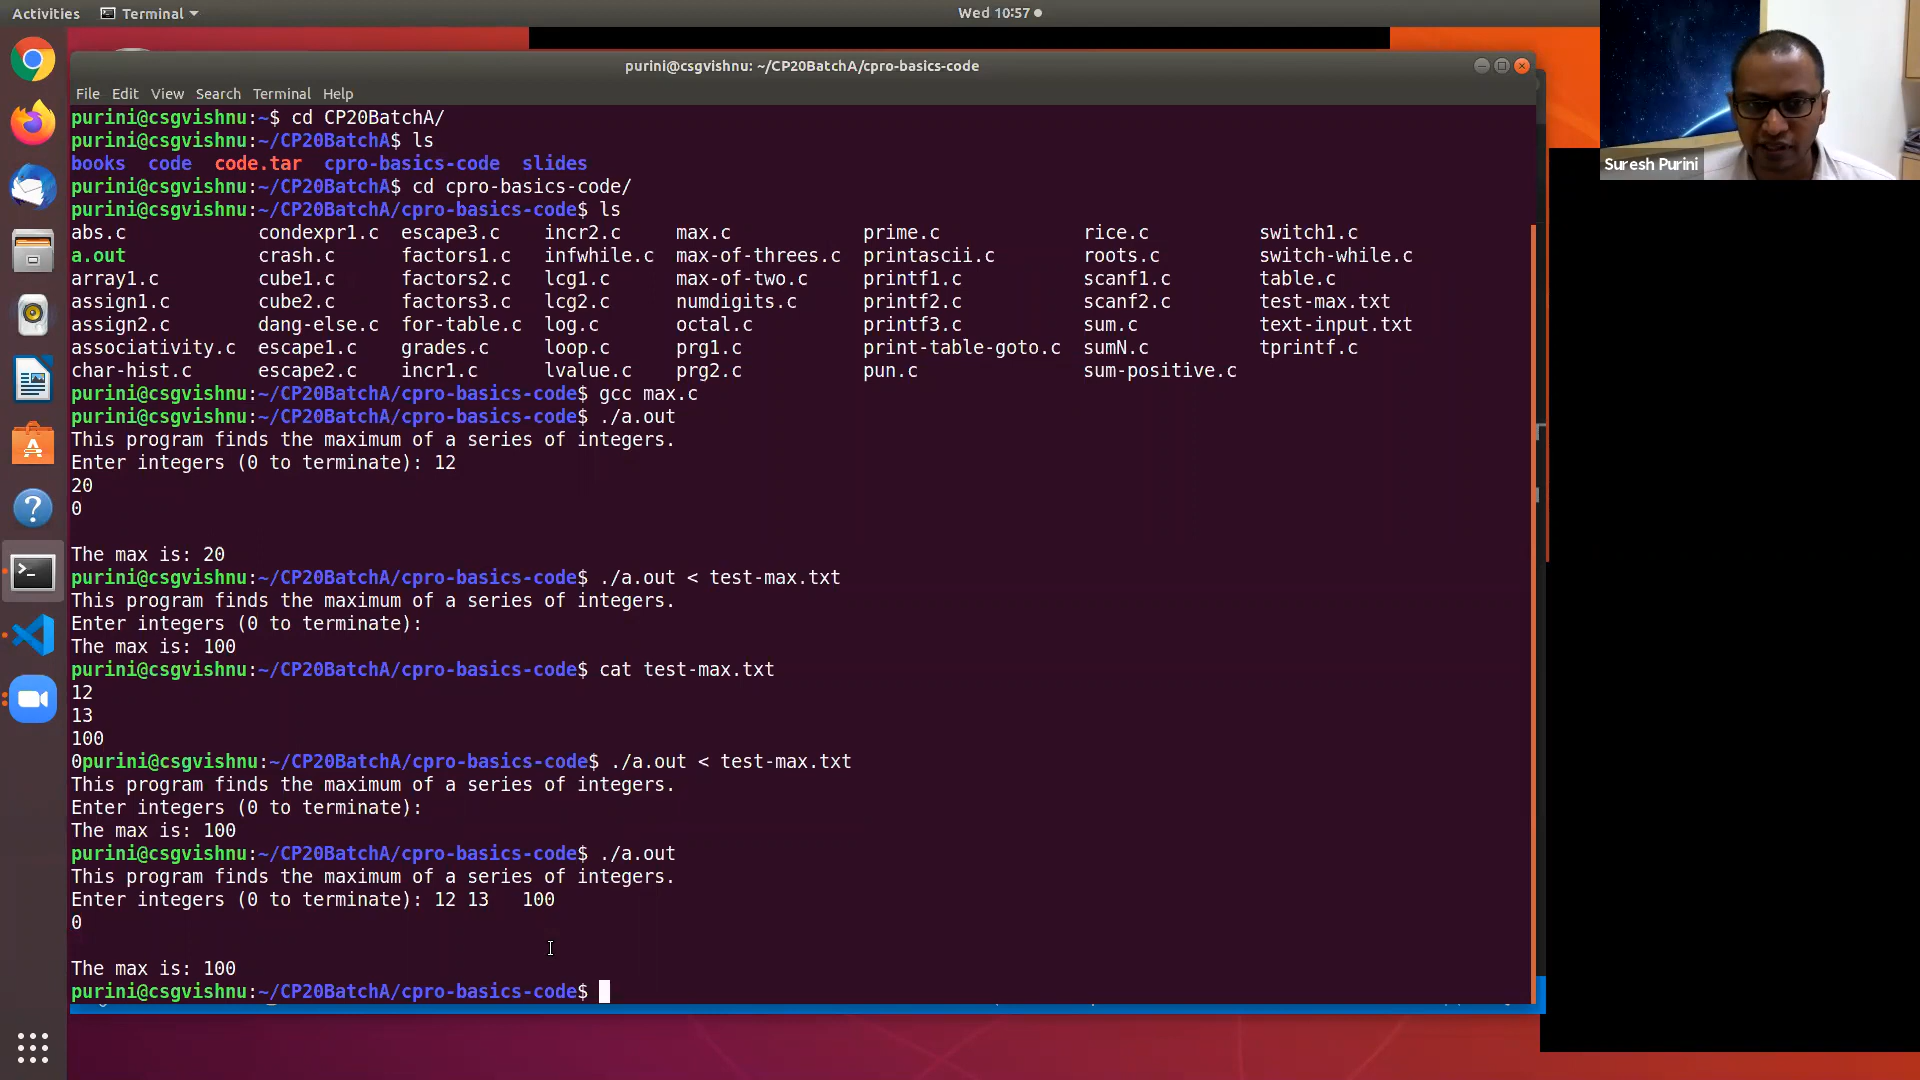 Activities Terminal Wed 10:57
purini@csgvishnu: ~/CP20BatchA/cpro-basics-code
File Edit View Search Terminal Help
purini@csgvishnu:~$ cd CP20BatchA/
purini@csgvishnu:~/CP20BatchA$ ls
books code code.tar cpro-basics-code slides
purini@csgvishnu:~/CP20BatchA$ cd cpro-basics-code/
purini@csgvishnu:~/CP20BatchA/cpro-basics-code$ ls
abs.c condexpr1.c escape3.c incr2.c max.c prime.c rice.c switch1.c
a.out crash.c factors1.c infwhile.c max-of-threes.c printascii.c roots.c switch-while.c
array1.c cube1.c factors2.c lcg1.c max-of-two.c printf1.c scanf1.c table.c
assign1.c cube2.c factors3.c lcg2.c numdigits.c printf2.c scanf2.c test-max.txt
assign2.c dang-else.c for-table.c log.c octal.c printf3.c sum.c text-input.txt
associativity.c escape1.c grades.c loop.c prg1.c print-table-goto.c sumN.c tprintf.c
char-hist.c escape2.c incr1.c lvalue.c prg2.c pun.c sum-positive.c
purini@csgvishnu:~/CP20BatchA/cpro-basics-code$ gcc max.c
purini@csgvishnu:~/CP20BatchA/cpro-basics-code$ ./a.out
This program finds the maximum of a series of integers.
Enter integers (0 to terminate): 12
20
0
The max is: 20
purini@csgvishnu:~/CP20BatchA/cpro-basics-code$ ./a.out < test-max.txt
This program finds the maximum of a series of integers.
Enter integers (0 to terminate):
The max is: 100
purini@csgvishnu:~/CP20BatchA/cpro-basics-code$ cat test-max.txt
12
13
100
0purini@csgvishnu:~/CP20BatchA/cpro-basics-code$ ./a.out < test-max.txt
This program finds the maximum of a series of integers.
Enter integers (0 to terminate):
The max is: 100
purini@csgvishnu:~/CP20BatchA/cpro-basics-code$ ./a.out
This program finds the maximum of a series of integers.
Enter integers (0 to terminate): 12 13   100
0
The max is: 100
purini@csgvishnu:~/CP20BatchA/cpro-basics-code$
Suresh Purini